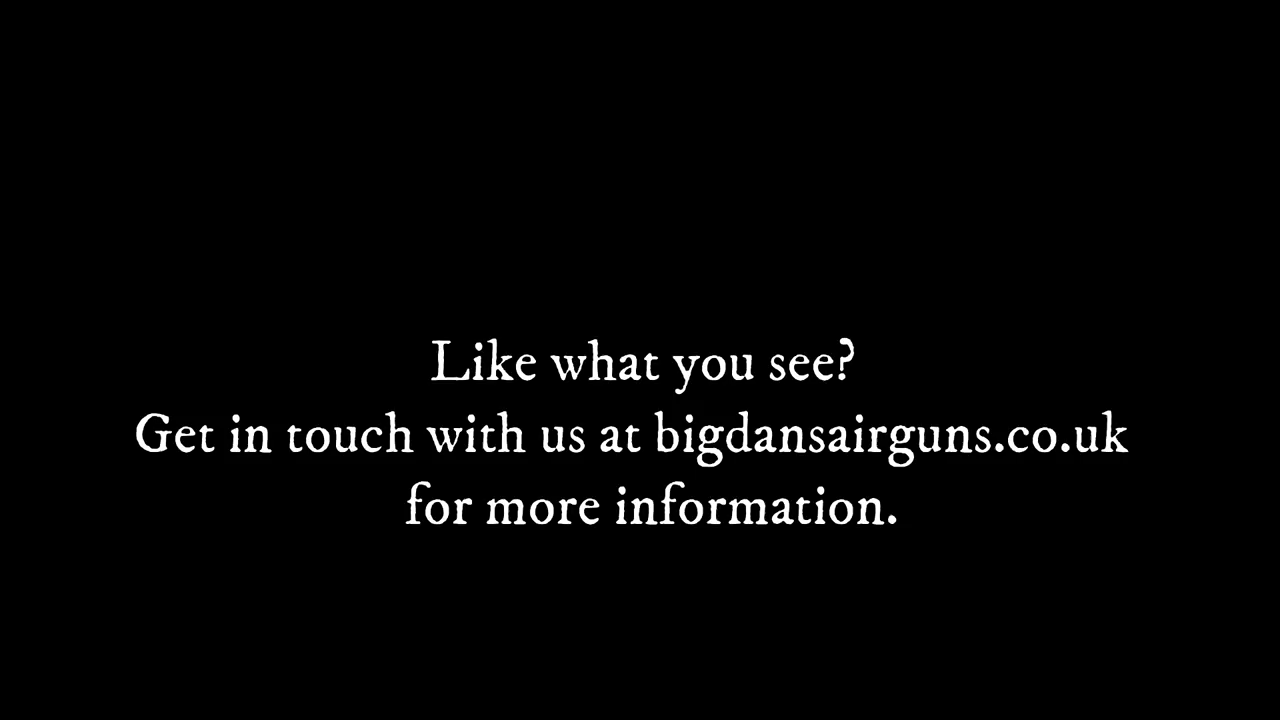 Like what you see?
Get in touch with us at bigdansairguns.co.uk
for more information.